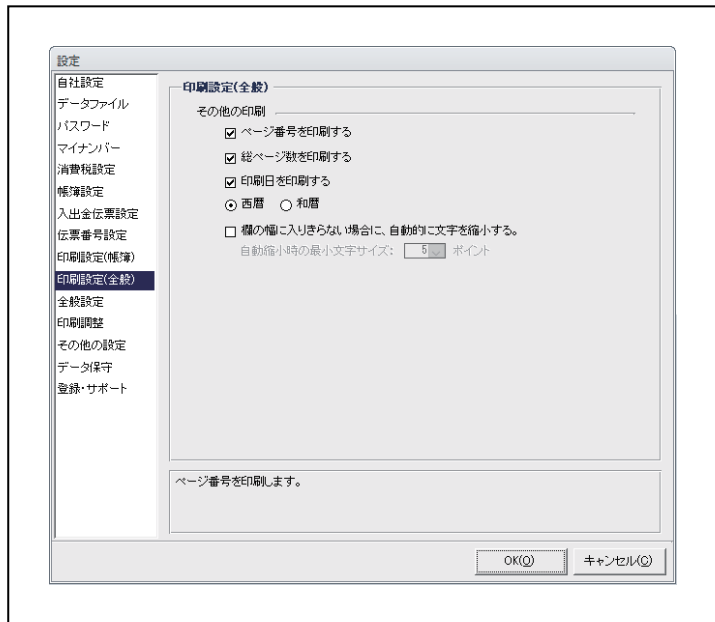 設定
自社設定
データファイル
パスワード
マイナンバー
消費税設定
帳簿設定
入出金伝票設定
伝票番号設定
印刷設定(帳簿)
印刷設定(全般)
全般設定
印刷調整
その他の設定
データ保守
登録・サポート
印刷設定(全般)
その他の印刷
ページ番号を印刷する
総ページ数を印刷する
印刷日を印刷する
西暦 和暦
欄の幅に入りきらない場合に、自動的に文字を縮小する。
自動縮小時の最小文字サイズ: 5 ポイント
ページ番号を印刷します。
OK(O) キャンセル(C)